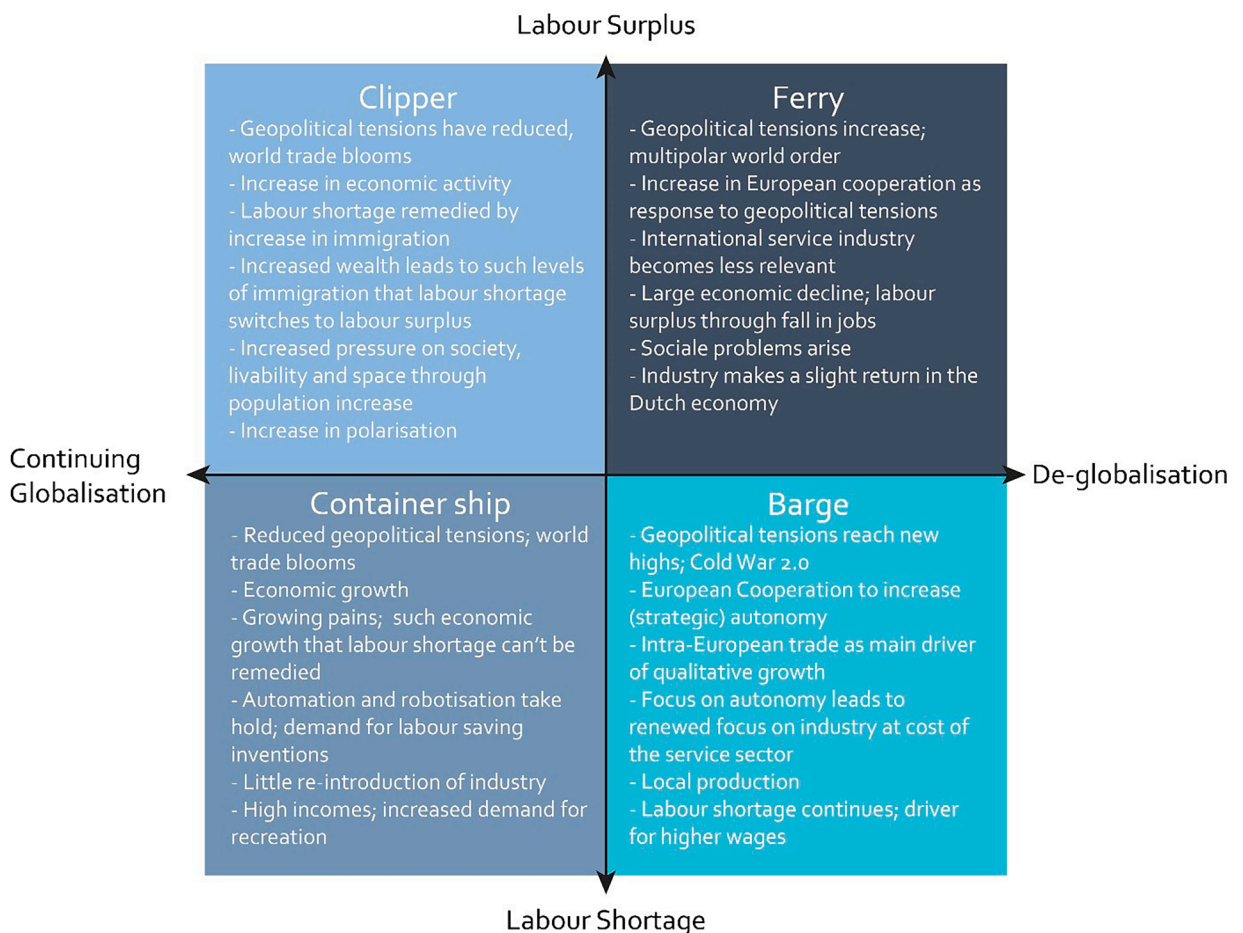 Labour Surplus
Clipper
- Geopolitical tensions have reduced,
world trade blooms
- Increase in economic activity
- Labour shortage remedied by
increase in immigration
- Increased wealth leads to such levels
of immigration that labour shortage
switches to labour surplus
- Increased pressure on society,
livability and space through
population increase
- Increase in polarisation
Ferry
- Geopolitical tensions increase;
multipolar world order
- Increase in European cooperation as
response to geopolitical tensions
- International service industry
becomes less relevant
- Large economic decline; labour
surplus through fall in jobs
- Sociale problems arise
- Industry makes a slight return in the
Dutch economy
Continuing
Globalisation
De-globalisation
Container ship
- Reduced geopolitical tensions; world
trade blooms
- Economic growth
- Growing pains; such economic
growth that labour shortage can't be
remedied
- Automation and robotisation take
hold; demand for labour saving
inventions
- Little re-introduction of industry
- High incomes; increased demand for
recreation
Barge
- Geopolitical tensions reach new
highs; Cold War 2.0
- European Cooperation to increase
(strategic) autonomy
- Intra-European trade as main driver
of qualitative growth
- Focus on autonomy leads to
renewed focus on industry at cost of
the service sector
- Local production
- Labour shortage continues; driver
for higher wages
Labour Shortage